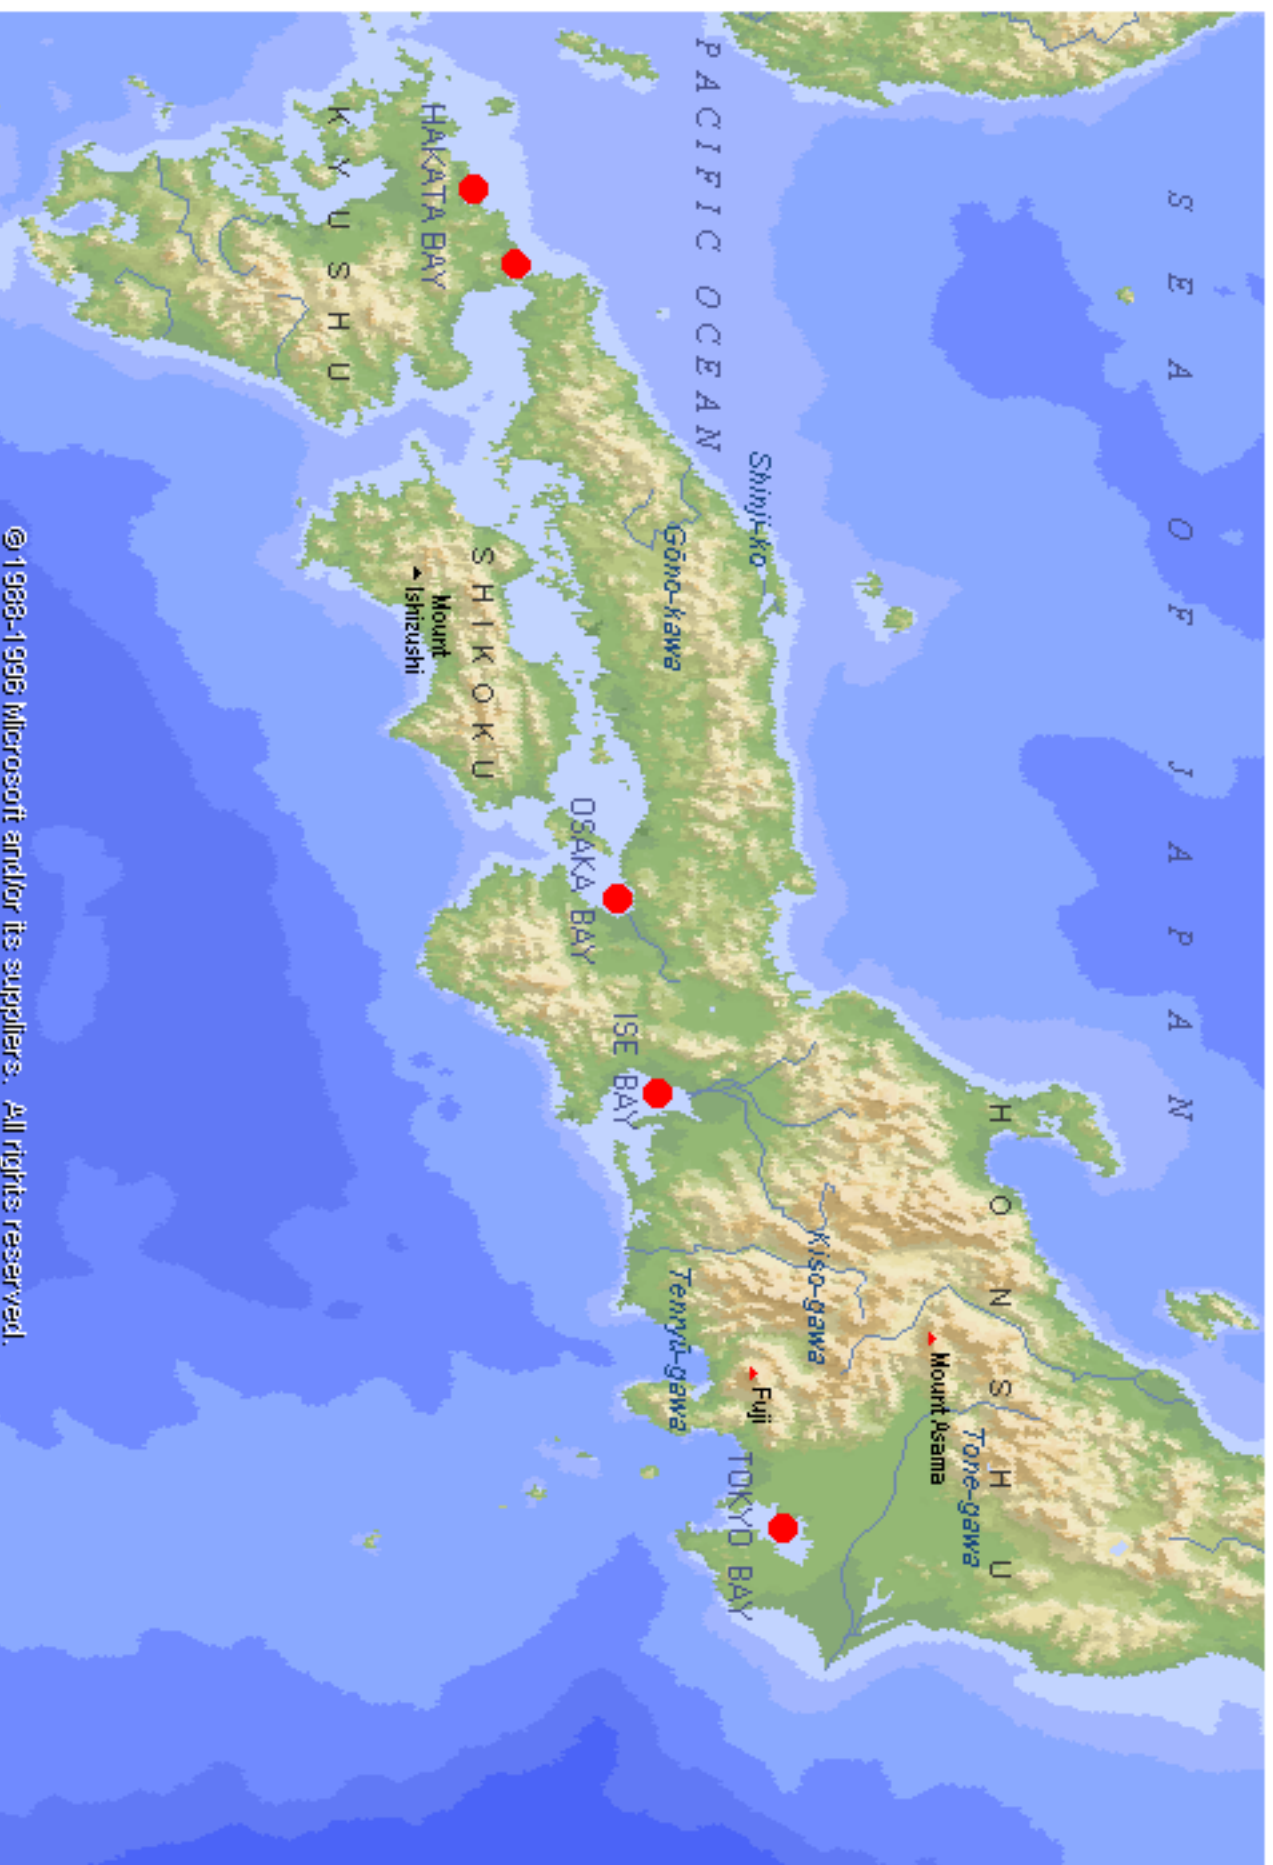 SEA OF JAPAN
HONSHU
Tone-gawa
Mount Asama
Kiso-gawa
Shinji-ko
Fuji
TOKYO BAY
PACIFIC OCEAN
Gōno-kawa
Tenryū-gawa
ISE BAY
OSAKA BAY
SHIKOKU
Mount
Ishizushi
HAKATA BAY
KYUSHU
©1988-1996 Microsoft and/or its suppliers. All rights reserved.